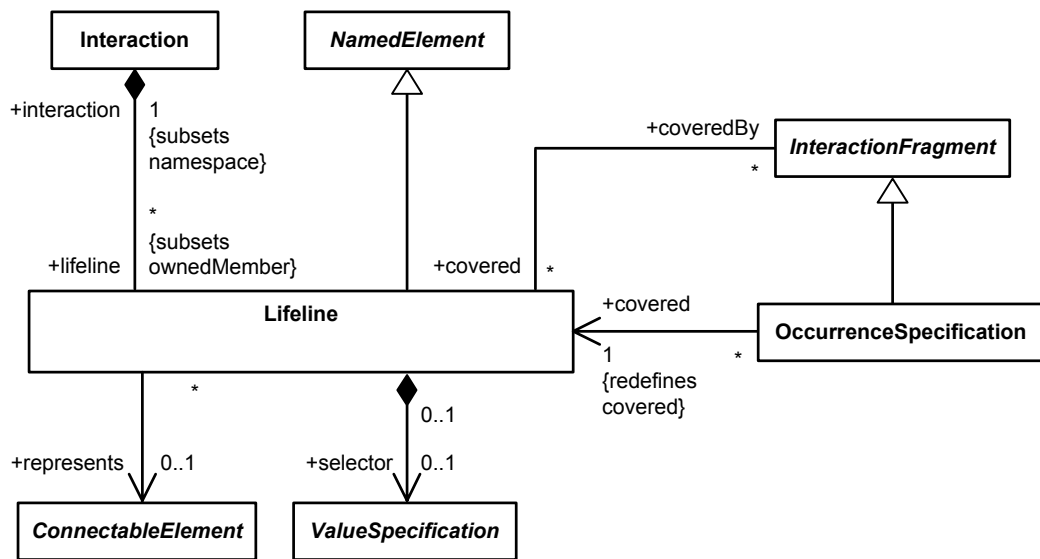 Interaction
NamedElement
+interaction
1
{subsets
namespace}
+coveredBy
*
InteractionFragment
*
{subsets
ownedMember}
+lifeline
+covered
*
Lifeline
+covered
1
{redefines
covered}
*
OccurrenceSpecification
*
0..1
+represents
0..1
+selector
0..1
ConnectableElement
ValueSpecification